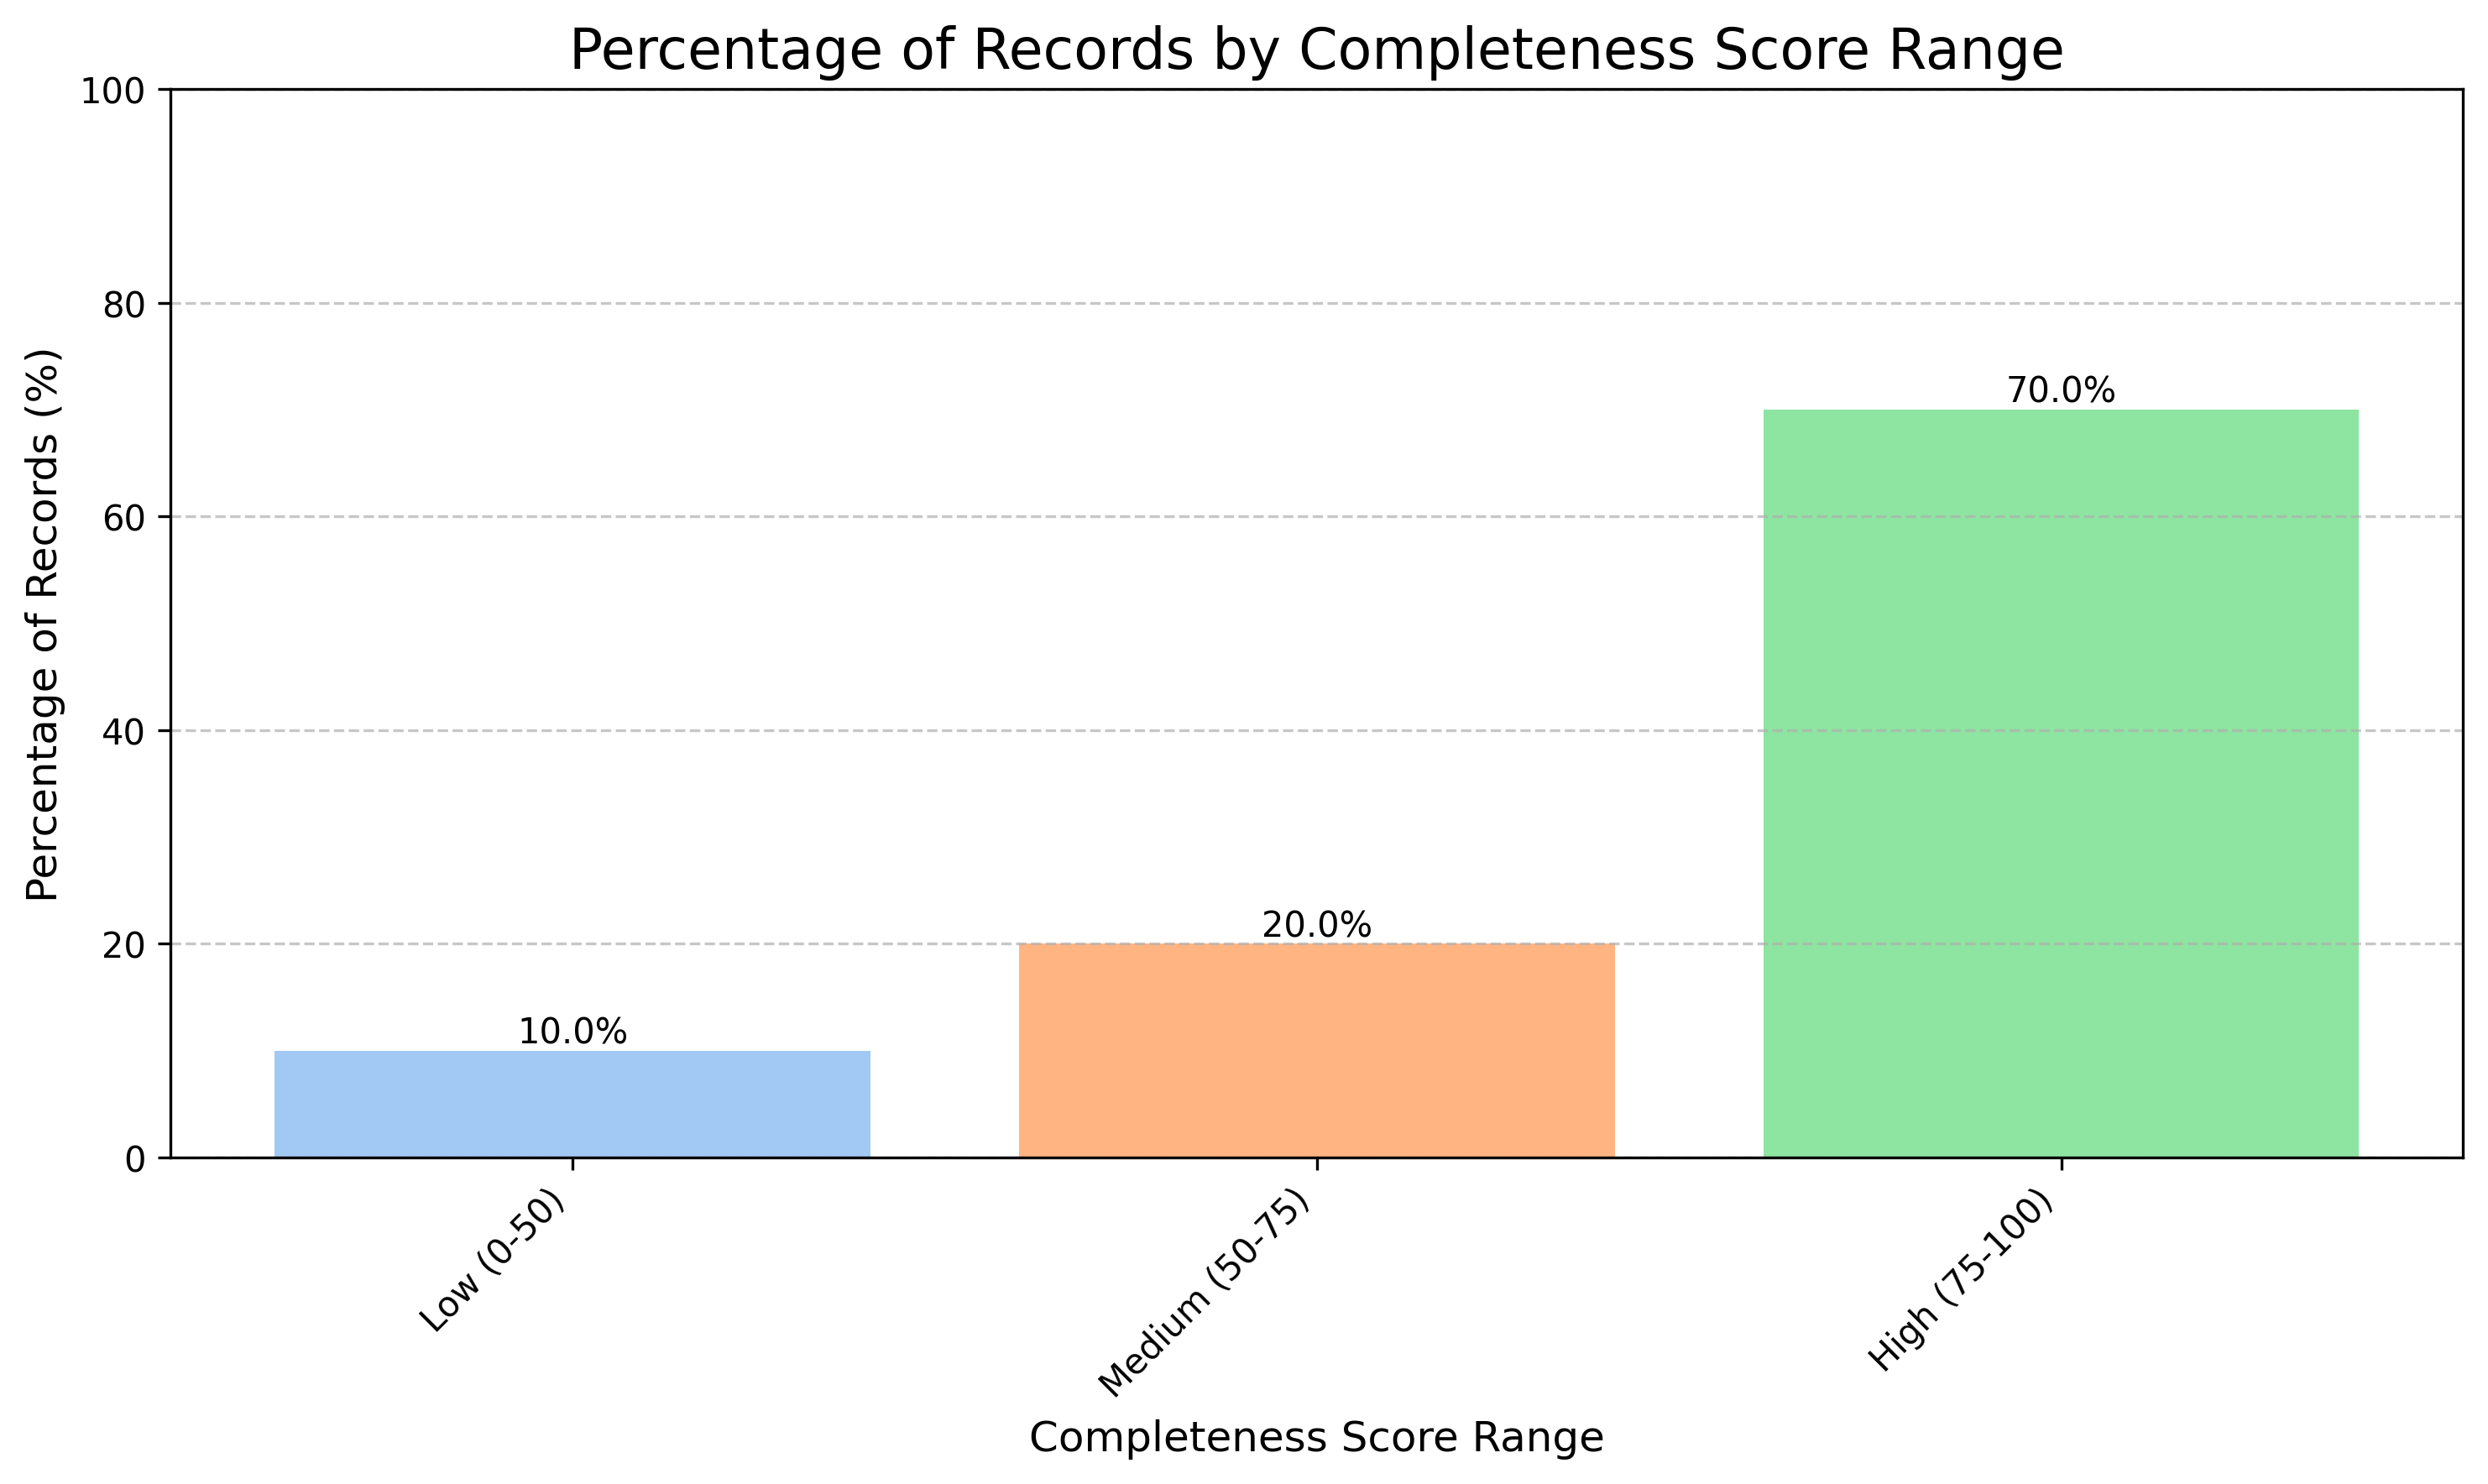 Percentage of Records by Completeness Score Range
Percentage of Records (%)
100
80
60
40
20
0
10.0%
20.0%
70.0%
Low (0-50)
Medium (50-75)
High (75-100)
Completeness Score Range